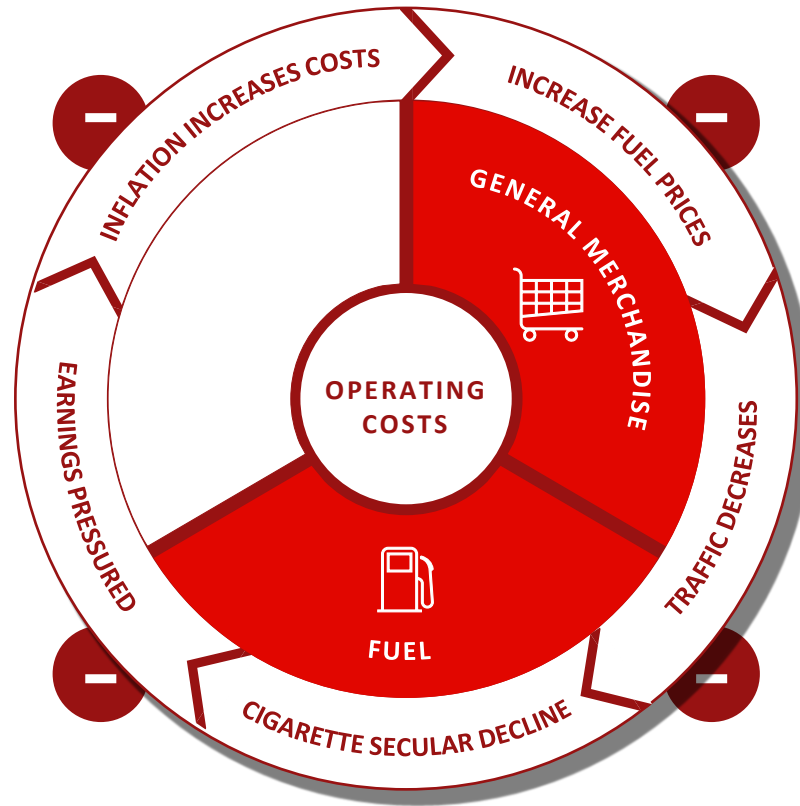 INFLATION INCREASES COSTS
INCREASE FUEL PRICES
TRAFFIC DECREASES
CIGARETTE SECULAR DECLINE
EARNINGS PRESSURED
GENERAL MERCHANDISE
OPERATING
COSTS
FUEL